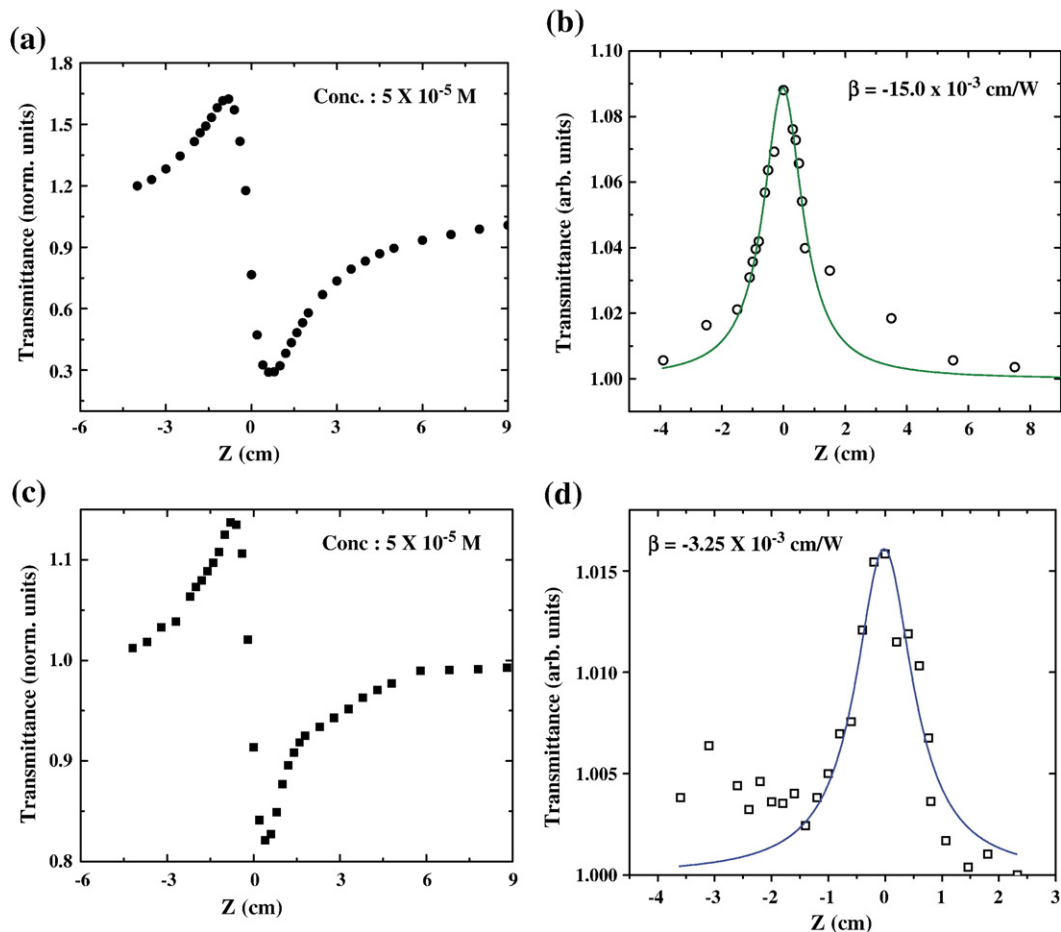 (a)
Transmittance (norm. units)
1.8
1.5
1.2
0.9
0.6
0.3
Conc. : 5 X 10⁻⁵ M
-6 -3 0 3 6 9
Z (cm)
(b)
Transmittance (arb. units)
1.10
1.08
1.06
1.04
1.02
1.00
β = -15.0 x 10⁻³ cm/W
-4 -2 0 2 4 6 8
Z (cm)
(c)
Transmittance (norm. units)
1.1
1.0
0.9
0.8
Conc : 5 X 10⁻⁵ M
-6 -3 0 3 6 9
Z (cm)
(d)
Transmittance (arb. units)
1.015
1.010
1.005
1.000
β = -3.25 X 10⁻³ cm/W
-4 -3 -2 -1 0 1 2 3
Z (cm)